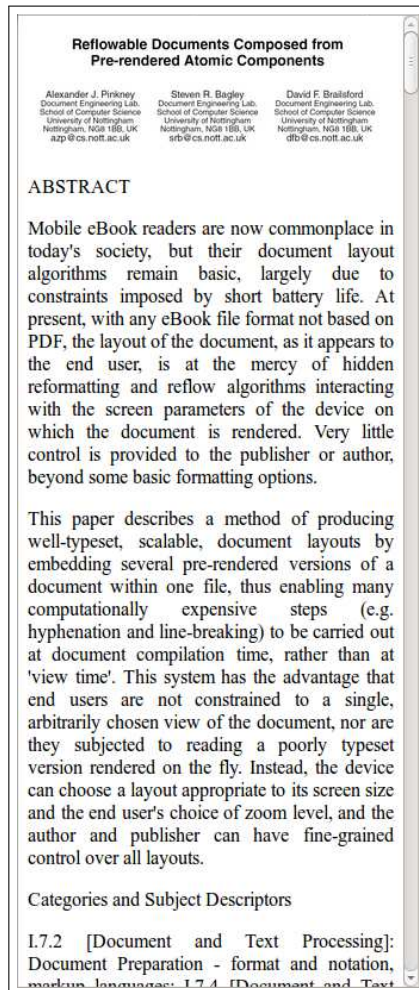 Reflowable Documents Composed from
Pre-rendered Atomic Components
Alexander J. Pinkney
Document Engineering Lab.
School of Computer Science
University of Nottingham
Nottingham, NG8 1BB, UK
azp@cs.nott.ac.uk
Steven R. Bagley
Document Engineering Lab.
School of Computer Science
University of Nottingham
Nottingham, NG8 1BB, UK
srb@cs.nott.ac.uk
David F. Brailsford
Document Engineering Lab.
School of Computer Science
University of Nottingham
Nottingham, NG8 1BB, UK
dfb@cs.nott.ac.uk
ABSTRACT
Mobile eBook readers are now commonplace in
today's society, but their document layout
algorithms remain basic, largely due to
constraints imposed by short battery life. At
present, with any eBook file format not based on
PDF, the layout of the document, as it appears to
the end user, is at the mercy of hidden
reformatting and reflow algorithms interacting
with the screen parameters of the device on
which the document is rendered. Very little
control is provided to the publisher or author,
beyond some basic formatting options.
This paper describes a method of producing
well-typeset, scalable, document layouts by
embedding several pre-rendered versions of a
document within one file, thus enabling many
computationally expensive steps (e.g.
hyphenation and line-breaking) to be carried out
at document compilation time, rather than at
'view time'. This system has the advantage that
end users are not constrained to a single,
arbitrarily chosen view of the document, nor are
they subjected to reading a poorly typeset
version rendered on the fly. Instead, the device
can choose a layout appropriate to its screen size
and the end user's choice of zoom level, and the
author and publisher can have fine-grained
control over all layouts.
Categories and Subject Descriptors
I.7.2 [Document and Text Processing]:
Document Preparation - format and notation,
markup languages; I.7.4 [Document and Text